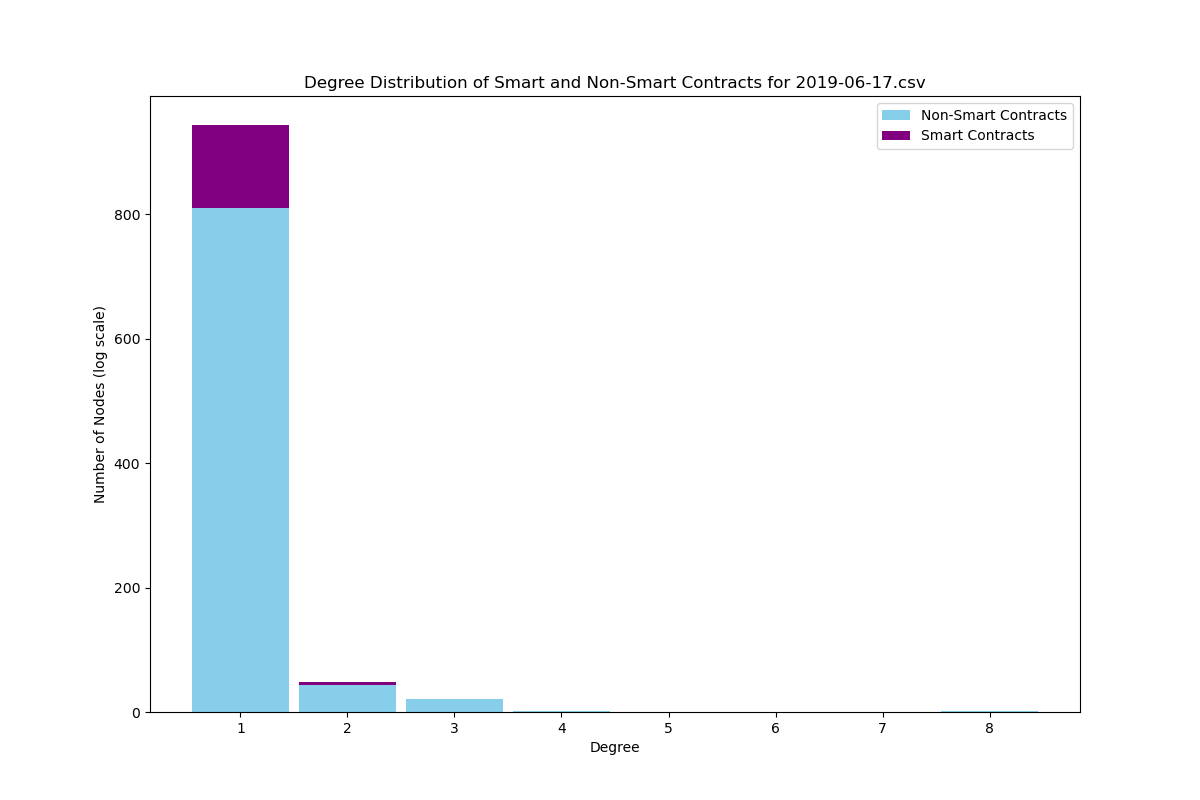 Degree Distribution of Smart and Non-Smart Contracts for 2019-06-17.csv
Non-Smart Contracts
Smart Contracts
Number of Nodes (log scale)
800
600
400
200
0
1 2 3 4 5 6 7 8
Degree